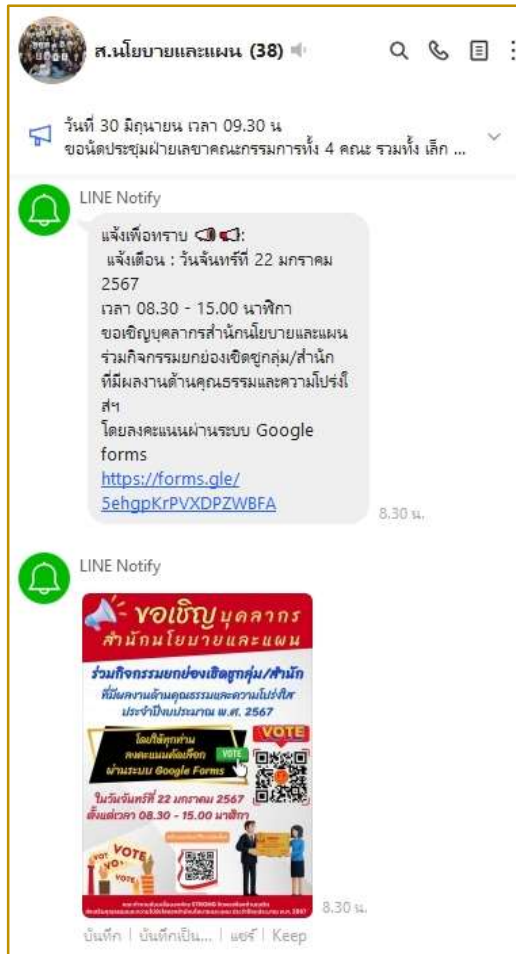 ส.นโยบายและแผน (38)
วันที่ 30 มิถุนายน เวลา 09.30 น
ขอนัดประชุมฝ่ายเลขาคณะกรรมการทั้ง 4 คณะ รวมทั้ง เล็ก ...
LINE Notify
แจ้งเพื่อทราบ :
แจ้งเตือน : วันจันทร์ที่ 22 มกราคม
2567
เวลา 08.30 - 15.00 นาฬิกา
ขอเชิญบุคลากรสำนักนโยบายและแผน
ร่วมกิจกรรมยกย่องเชิดชูกลุ่ม/สำนัก
ที่มีผลงานด้านคุณธรรมและความโปร่งใ
สฯ
โดยลงคะแนนผ่านระบบ Google
forms
https://forms.gle/
5ehgpKrPVXDPZWBFA
8.30 น.
LINE Notify
ขอเชิญบุคลากร
สำนักนโยบายและแผน
ร่วมกิจกรรมยกย่องเชิดชูกลุ่ม/สำนัก
ที่มีผลงานด้านคุณธรรมและความโปร่งใส
ประจำปีงบประมาณ พ.ศ. 2567
โดยให้ทุกท่าน
ลงคะแนนคัดเลือก
ผ่านระบบ Google Forms
VOTE
VOTE
ในวันจันทร์ที่ 22 มกราคม 2567
ตั้งแต่เวลา 08.30 - 15.00 นาฬิกา
VOTE
VOTE
VOTE
8.30 น.
บันทึก | บันทึกเป็น... | แชร์ | Keep